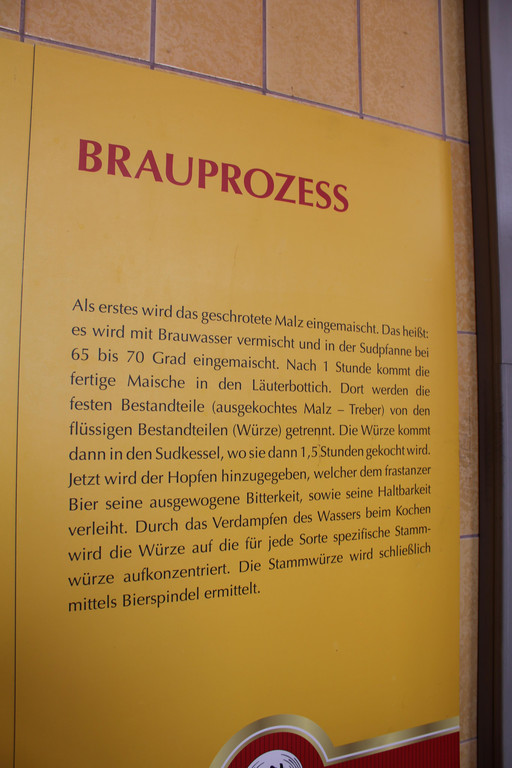 BRAUPROZESS
Als erstes wird das geschrotete Malz eingemaischt. Das heißt:
es wird mit Brauwasser vermischt und in der Sudpfanne bei
65 bis 70 Grad eingemaischt. Nach 1 Stunde kommt die
fertige Maische in den Läuterbottich. Dort werden die
festen Bestandteile (ausgekochtes Malz – Treber) von den
flüssigen Bestandteilen (Würze) getrennt. Die Würze kommt
dann in den Sudkessel, wo sie dann 1,5 Stunden gekocht wird.
Jetzt wird der Hopfen hinzugegeben, welcher dem frastanzer
Bier seine ausgewogene Bitterkeit, sowie seine Haltbarkeit
verleiht. Durch das Verdampfen des Wassers beim Kochen
wird die Würze auf die für jede Sorte spezifische Stamm-
würze aufkonzentriert. Die Stammwürze wird schließlich
mittels Bierspindel ermittelt.